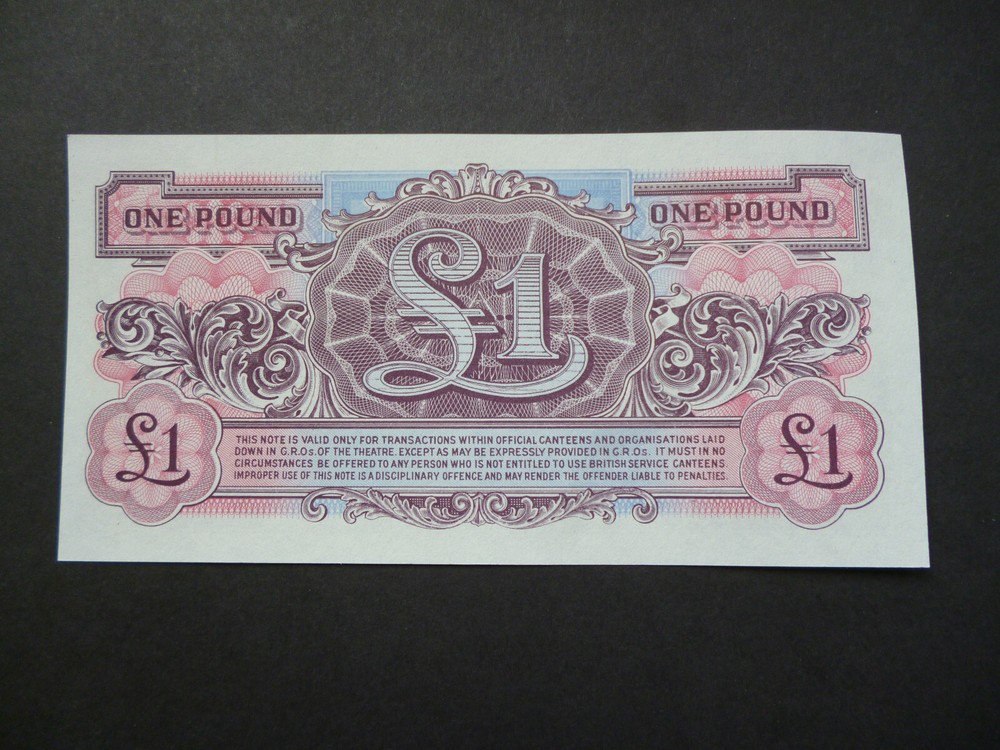 ONE POUND
ONE POUND
£1
THIS NOTE IS VALID ONLY FOR TRANSACTIONS WITHIN OFFICIAL CANTEENS AND ORGANISATIONS LAID
DOWN IN G.R.Os. OF THE THEATRE. EXCEPT AS MAY BE EXPRESSLY PROVIDED IN G.R.Os. IT MUST IN NO
CIRCUMSTANCES BE OFFERED TO ANY PERSON WHO IS NOT ENTITLED TO USE BRITISH SERVICE CANTEENS.
IMPROPER USE OF THIS NOTE IS A DISCIPLINARY OFFENCE AND MAY RENDER THE OFFENDER LIABLE TO PENALTIES.
£1
£1